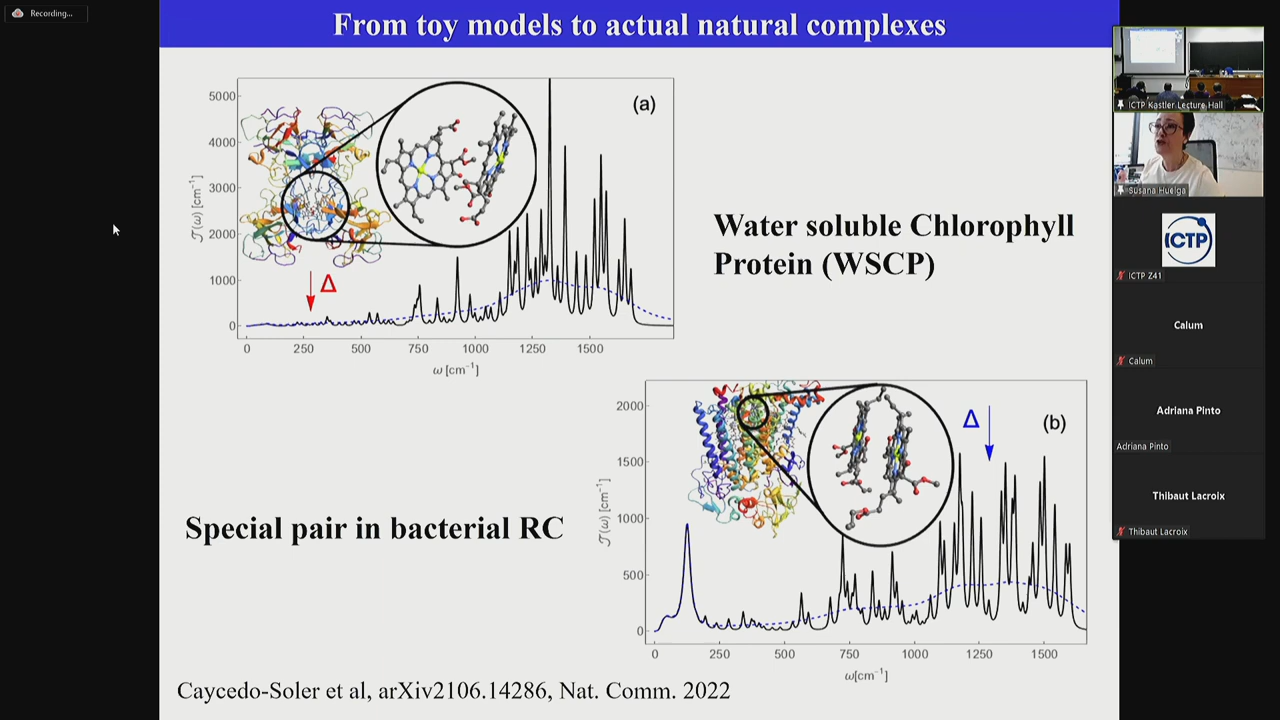 Recording...
From toy models to actual natural complexes
(a)
5000
4000
3000
2000
1000
0
𝒥(ω) [cm⁻¹]
Δ
0 250 500 750 1000 1250 1500
ω [cm⁻¹]
Water soluble Chlorophyll
Protein (WSCP)
Special pair in bacterial RC
(b)
2000
1500
1000
500
0
𝒥(ω) [cm⁻¹]
Δ
0 250 500 750 1000 1250 1500
ω[cm⁻¹]
Caycedo-Soler et al, arXiv2106.14286, Nat. Comm. 2022
ICTP Kastler Lecture Hall
Susana Huelga
ICTP
ICTP Z41
Calum
Calum
Adriana Pinto
Adriana Pinto
Thibaut Lacroix
Thibaut Lacroix